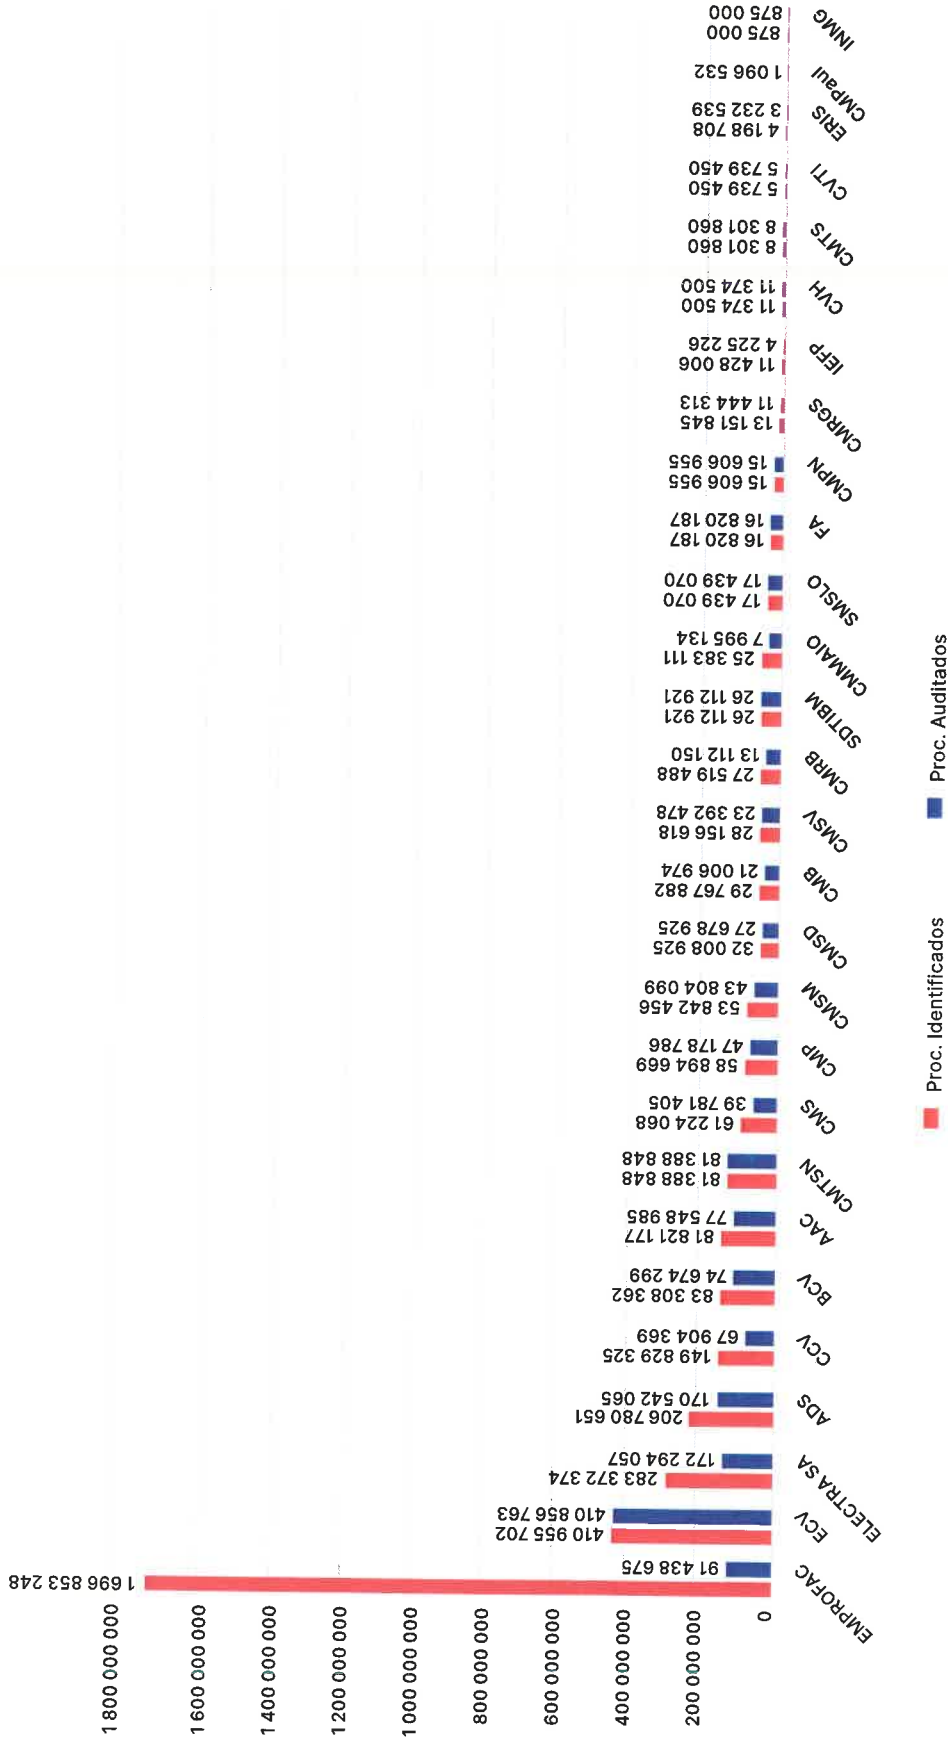 1 800 000 000
1 600 000 000
1 400 000 000
1 200 000 000
1 000 000 000
800 000 000
600 000 000
400 000 000
200 000 000
0
1 696 853 248
91 438 675
EMPROFAC
410 955 702
410 856 763
ECV
283 372 374
172 294 057
ELECTRA SA
206 780 651
170 542 065
ADS
149 829 325
67 904 369
CCV
83 308 362
74 674 299
BCV
81 821 177
77 548 985
AAC
81 388 848
81 388 848
CMTSN
61 224 068
39 781 405
CMS
58 894 669
47 178 786
CMP
53 842 456
43 804 099
CMSM
32 008 925
27 678 925
CMSD
29 767 882
21 006 974
CMB
28 156 618
23 392 478
CMSV
27 519 488
13 112 150
CMRB
26 112 921
26 112 921
SDTIBM
25 383 111
7 995 134
CMMAIO
17 439 070
17 439 070
SMSLO
16 820 187
16 820 187
FA
15 606 955
15 606 955
CMPN
13 151 845
11 444 313
CMRGS
11 428 006
4 225 226
IEFP
11 374 500
11 374 500
CVH
8 301 860
8 301 860
CMTS
5 739 450
5 739 450
CVTI
4 198 708
3 232 539
ERIS
1 096 532
CMPaul
875 000
875 000
INMG
Proc. Identificados
Proc. Auditados